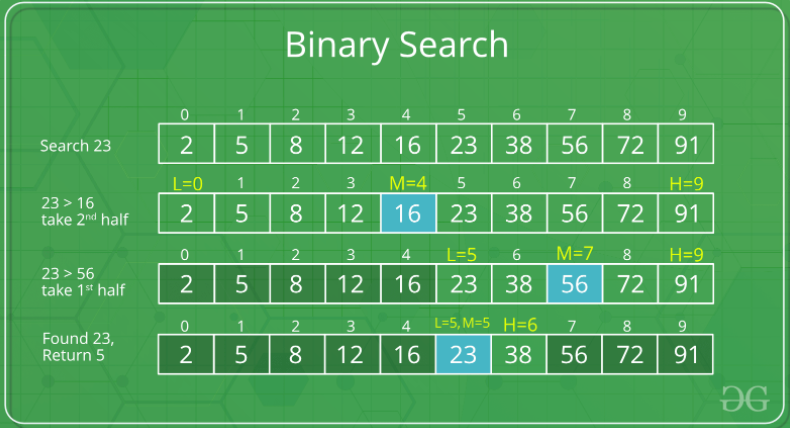 Binary Search
0 1 2 3 4 5 6 7 8 9
Search 23 2 5 8 12 16 23 38 56 72 91
L=0 1 2 3 M=4 5 6 7 8 H=9
23 > 16
take 2nd half
2 5 8 12 16 23 38 56 72 91
0 1 2 3 4 L=5 6 M=7 8 H=9
23 > 56
take 1st half
2 5 8 12 16 23 38 56 72 91
0 1 2 3 4 L=5, M=5 H=6 7 8 9
Found 23,
Return 5
2 5 8 12 16 23 38 56 72 91